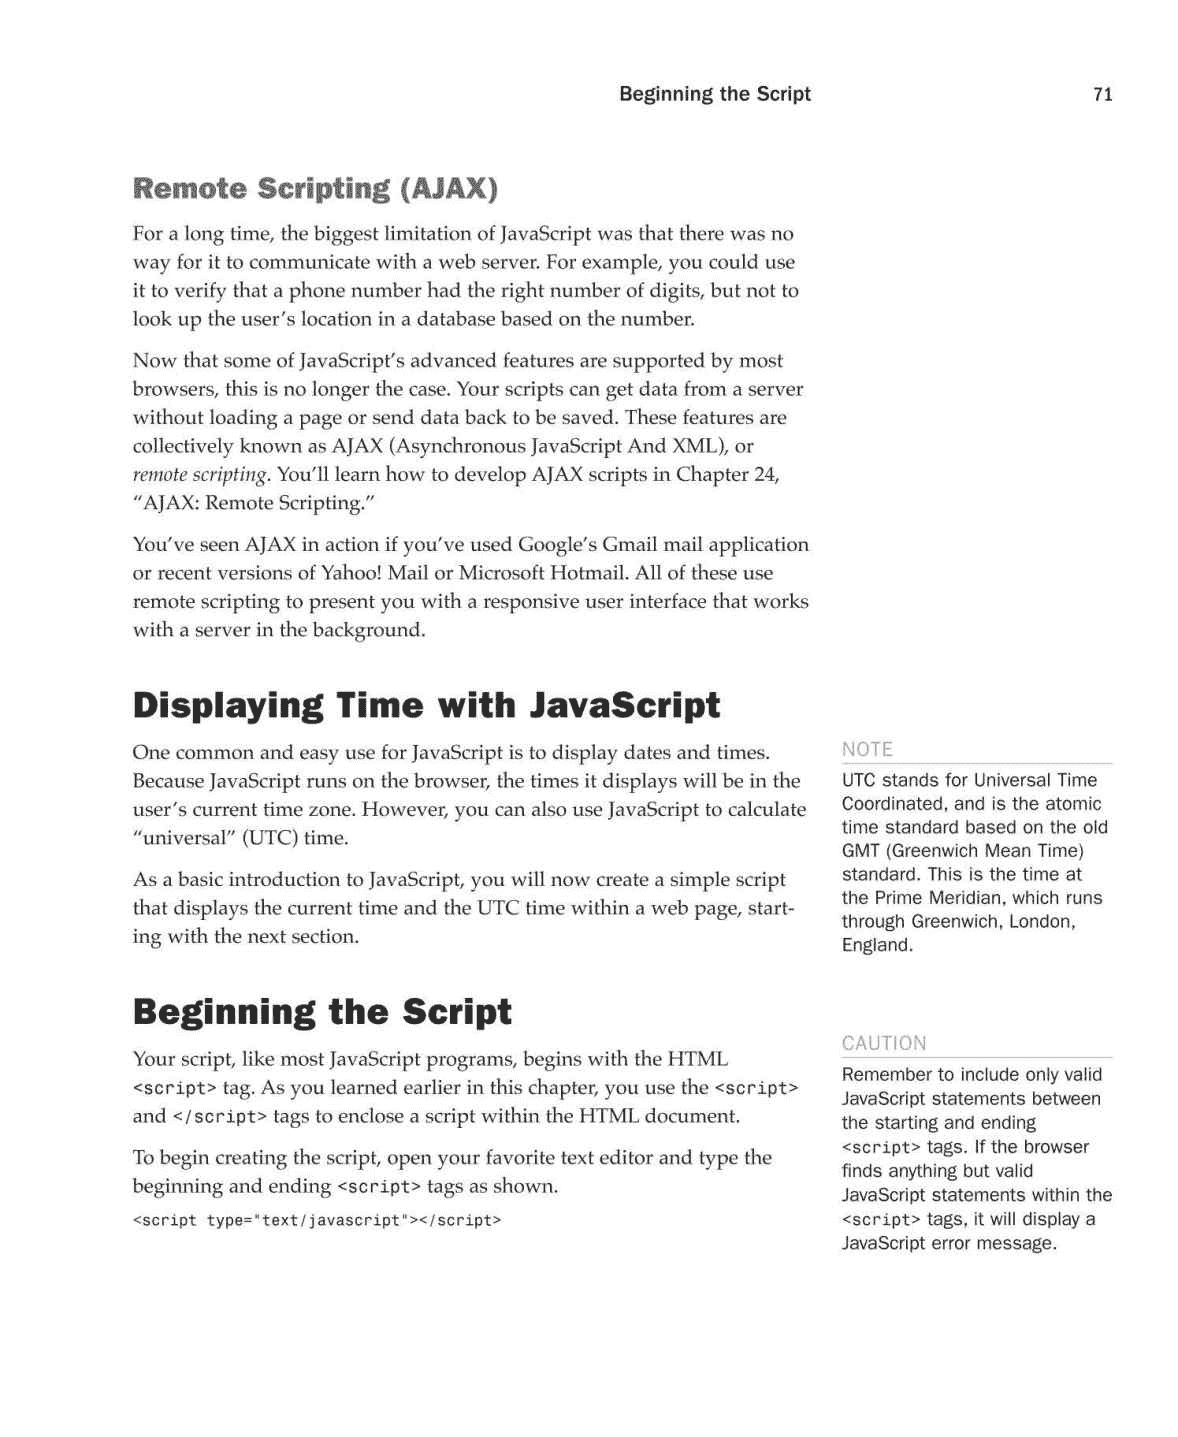 Beginning the Script 71
Remote Scripting (AJAX)
For a long time, the biggest limitation of JavaScript was that there was no
way for it to communicate with a web server. For example, you could use
it to verify that a phone number had the right number of digits, but not to
look up the user's location in a database based on the number.
Now that some of JavaScript's advanced features are supported by most
browsers, this is no longer the case. Your scripts can get data from a server
without loading a page or send data back to be saved. These features are
collectively known as AJAX (Asynchronous JavaScript And XML), or
remote scripting. You'll learn how to develop AJAX scripts in Chapter 24,
“AJAX: Remote Scripting.”
You've seen AJAX in action if you've used Google's Gmail mail application
or recent versions of Yahoo! Mail or Microsoft Hotmail. All of these use
remote scripting to present you with a responsive user interface that works
with a server in the background.
Displaying Time with JavaScript
One common and easy use for JavaScript is to display dates and times.
Because JavaScript runs on the browser, the times it displays will be in the
user's current time zone. However, you can also use JavaScript to calculate
“universal” (UTC) time.
As a basic introduction to JavaScript, you will now create a simple script
that displays the current time and the UTC time within a web page, start-
ing with the next section.
NOTE
UTC stands for Universal Time
Coordinated, and is the atomic
time standard based on the old
GMT (Greenwich Mean Time)
standard. This is the time at
the Prime Meridian, which runs
through Greenwich, London,
England.
Beginning the Script
Your script, like most JavaScript programs, begins with the HTML
<script> tag. As you learned earlier in this chapter, you use the <script>
and </script> tags to enclose a script within the HTML document.
To begin creating the script, open your favorite text editor and type the
beginning and ending <script> tags as shown.
<script type="text/javascript"></script>
CAUTION
Remember to include only valid
JavaScript statements between
the starting and ending
<script> tags. If the browser
finds anything but valid
JavaScript statements within the
<script> tags, it will display a
JavaScript error message.